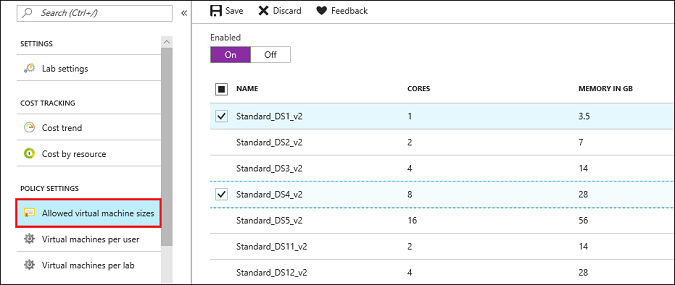 Search (Ctrl+/)
«
SETTINGS
Lab settings
COST TRACKING
Cost trend
Cost by resource
POLICY SETTINGS
Allowed virtual machine sizes
Virtual machines per user
Virtual machines per lab
Save Discard Feedback
Enabled
On Off
NAME CORES MEMORY IN GB
Standard_DS1_v2 1 3.5
Standard_DS2_v2 2 7
Standard_DS3_v2 4 14
Standard_DS4_v2 8 28
Standard_DS5_v2 16 56
Standard_DS11_v2 2 14
Standard_DS12_v2 4 28